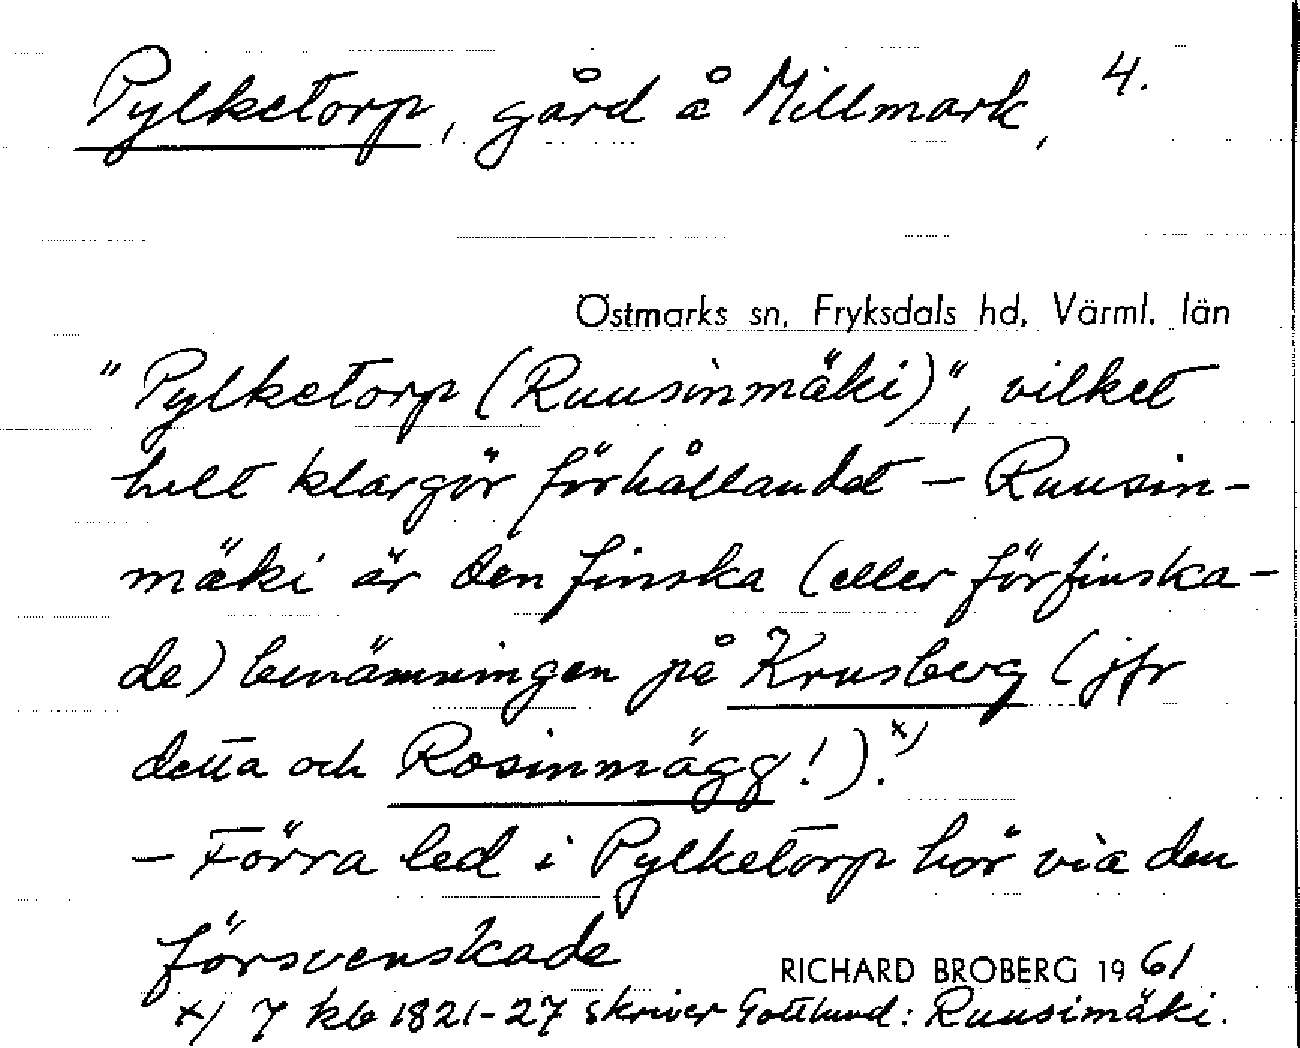 Pylketorp, gård å Millmark, 4.
Östmarks sn, Fryksdals hd, Värml. län
"Pylketorp (Ruusinmäki)", vilket
helt klargör förhållandet – Ruusin-
mäki är den finska (eller förfinska-
de) benämningen på Krusberg (jfr
detta och Rosinmägg!).x)
– Förra led i Pylketorp hör via den
försvenskade
RICHARD BROBERG 1961
x) I kb 1821-27 skriver Gottlund: Ruusimäki.